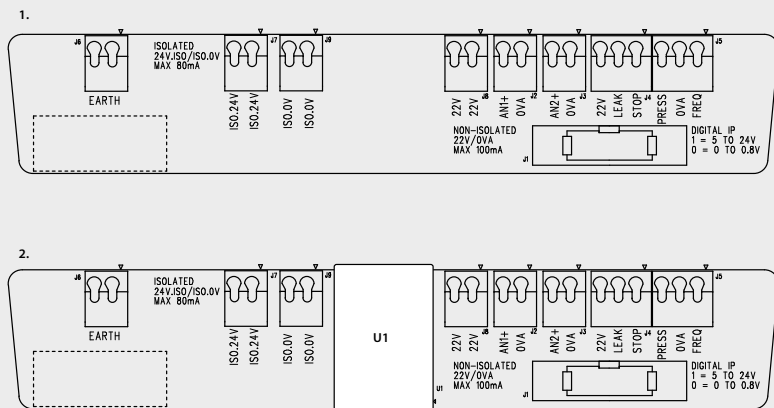 1.
J6
ISOLATED
24V.ISO/ISO.0V
MAX 80mA
J7
J9
J8
J2
J3
J4
J5
EARTH
ISO.24V
ISO.24V
ISO.0V
ISO.0V
22V
22V
AN1+
0VA
AN2+
0VA
22V
LEAK
STOP
PRESS
0VA
FREQ
NON-ISOLATED
22V/0VA
MAX 100mA
J1
DIGITAL IP
1 = 5 TO 24V
0 = 0 TO 0.8V
2.
J6
ISOLATED
24V.ISO/ISO.0V
MAX 80mA
J7
J9
U1
J8
J2
J3
J4
J5
EARTH
ISO.24V
ISO.24V
ISO.0V
ISO.0V
22V
22V
AN1+
0VA
AN2+
0VA
22V
LEAK
STOP
PRESS
0VA
FREQ
NON-ISOLATED
22V/0VA
MAX 100mA
U1
4
J1
DIGITAL IP
1 = 5 TO 24V
0 = 0 TO 0.8V